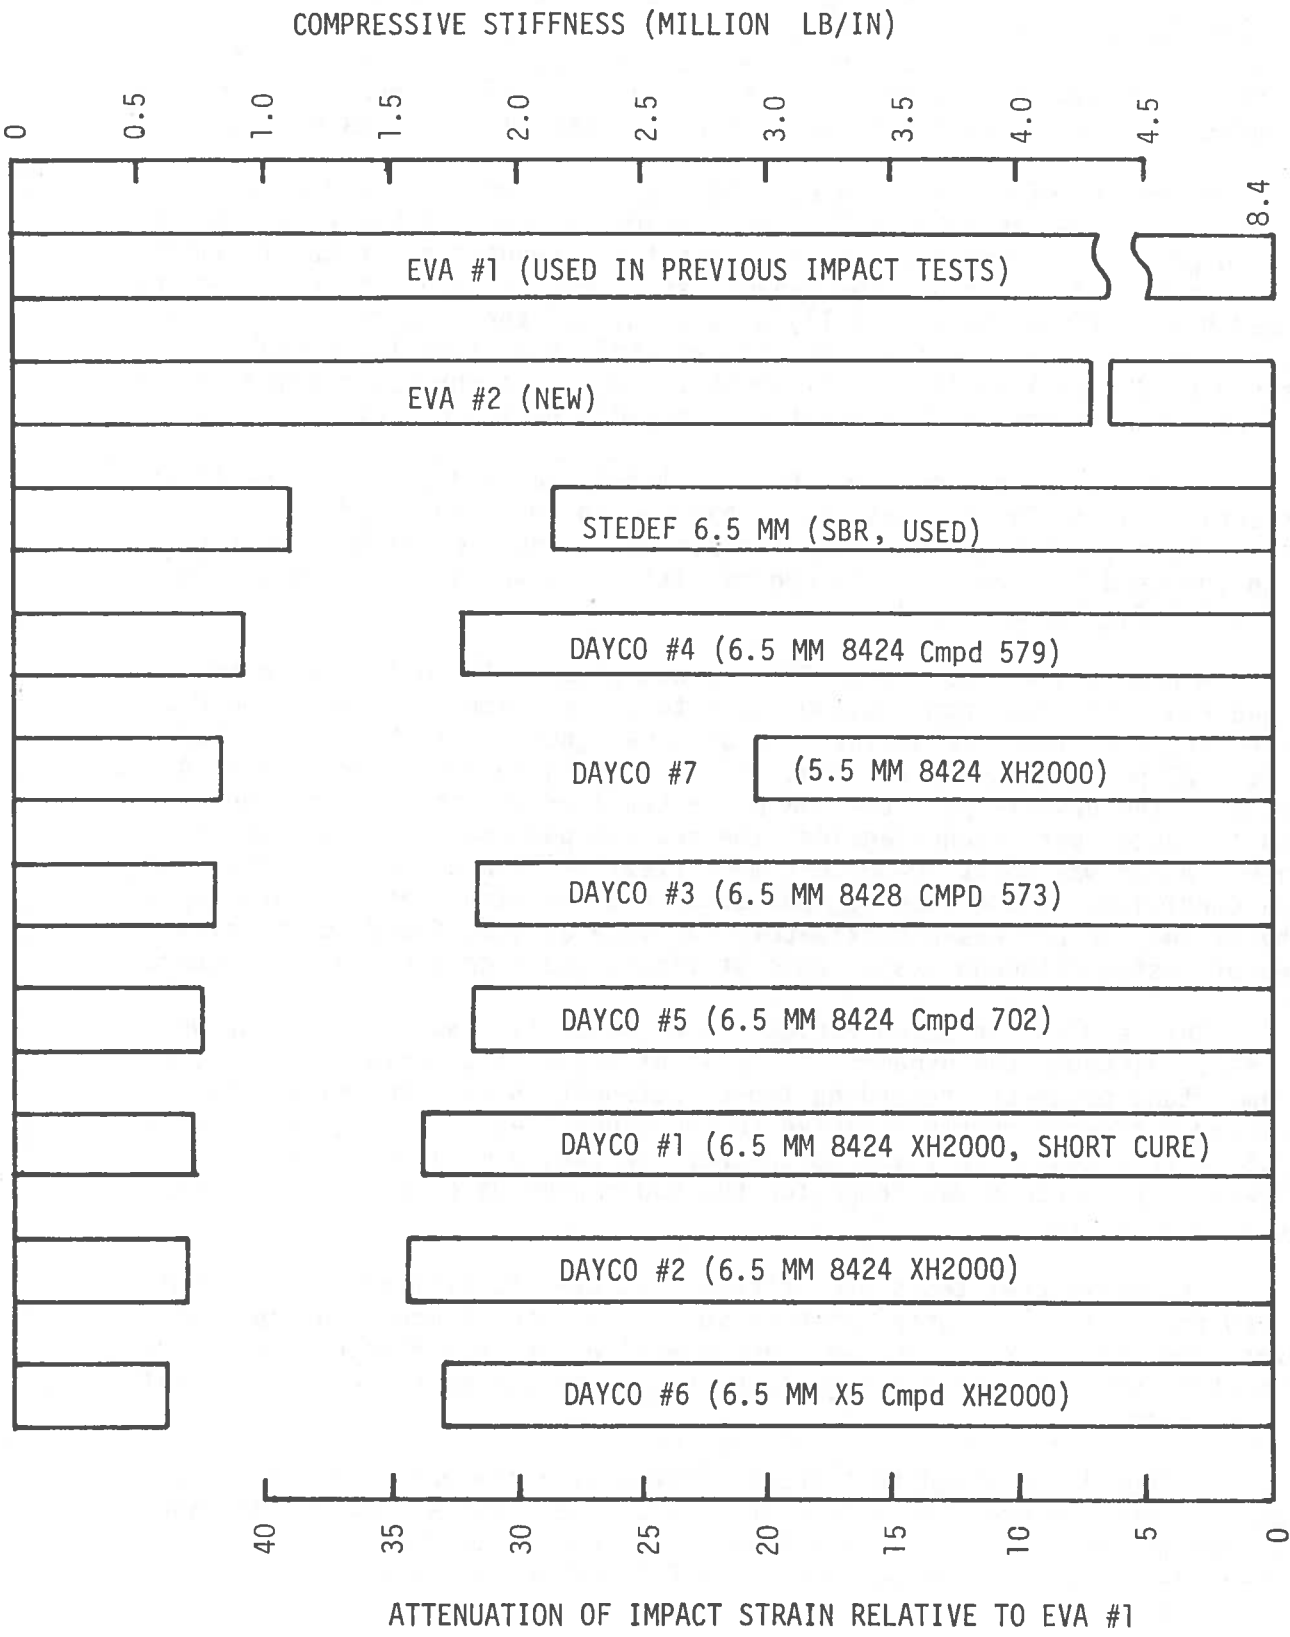 COMPRESSIVE STIFFNESS (MILLION LB/IN)
0 0.5 1.0 1.5 2.0 2.5 3.0 3.5 4.0 4.5
8.4
EVA #1 (USED IN PREVIOUS IMPACT TESTS)
EVA #2 (NEW)
STEDEF 6.5 MM (SBR, USED)
DAYCO #4 (6.5 MM 8424 Cmpd 579)
DAYCO #7 (5.5 MM 8424 XH2000)
DAYCO #3 (6.5 MM 8428 CMPD 573)
DAYCO #5 (6.5 MM 8424 Cmpd 702)
DAYCO #1 (6.5 MM 8424 XH2000, SHORT CURE)
DAYCO #2 (6.5 MM 8424 XH2000)
DAYCO #6 (6.5 MM X5 Cmpd XH2000)
40 35 30 25 20 15 10 5 0
ATTENUATION OF IMPACT STRAIN RELATIVE TO EVA #1